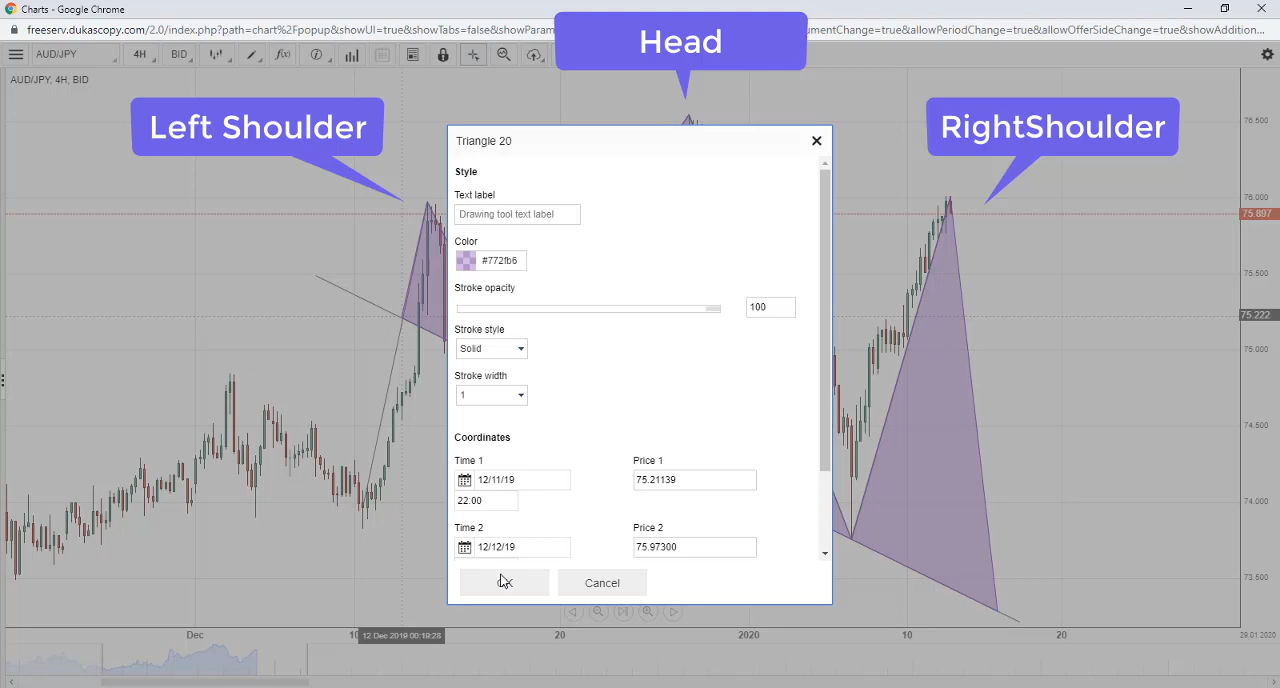 Charts - Google Chrome
freeserv.dukascopy.com/2.0/index.php?path=chart%2Fpopup&showUI=true&showTabs=false&showPara
umentChange=true&allowPeriodChange=true&allowOfferSideChange=true&showAddition...
AUD/JPY
4H
BID
f(x)
AUD/JPY, 4H, BID
Head
Left Shoulder
RightShoulder
Triangle 20
Style
Text label
Drawing tool text label
Color
#772fb6
Stroke opacity
100
Stroke style
Solid
Stroke width
1
Coordinates
Time 1
Price 1
12/11/19
75.21139
22:00
Time 2
Price 2
12/12/19
75.97300
Cancel
76.500
76.000
75.897
75.500
75.222
75.000
74.500
74.000
73.500
Dec
10
12 Dec 2019 00:19:28
20
2020
10
20
29.01.2020